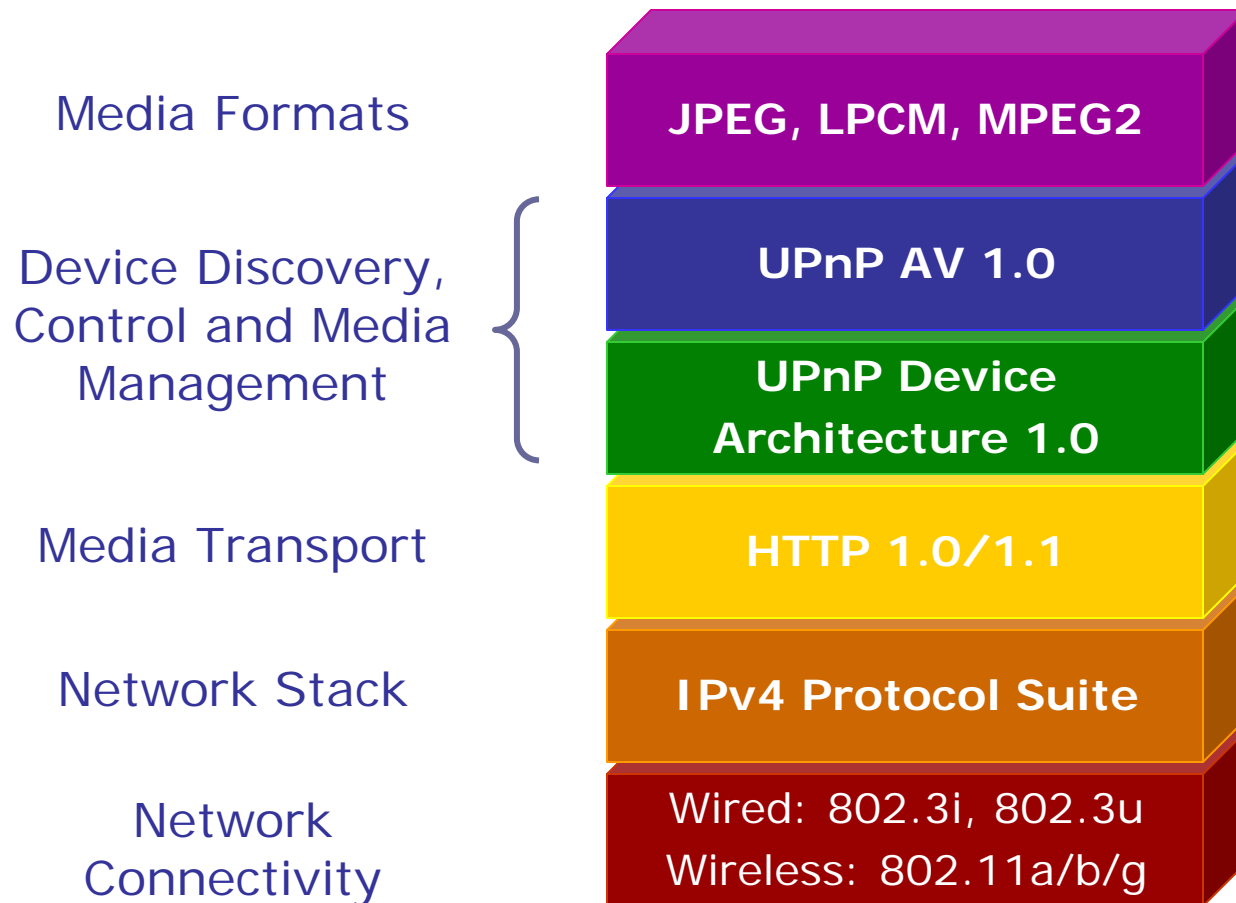 Media Formats
JPEG, LPCM, MPEG2
Device Discovery,
Control and Media
Management
UPnP AV 1.0
UPnP Device
Architecture 1.0
Media Transport
HTTP 1.0/1.1
Network Stack
IPv4 Protocol Suite
Network
Connectivity
Wired: 802.3i, 802.3u
Wireless: 802.11a/b/g